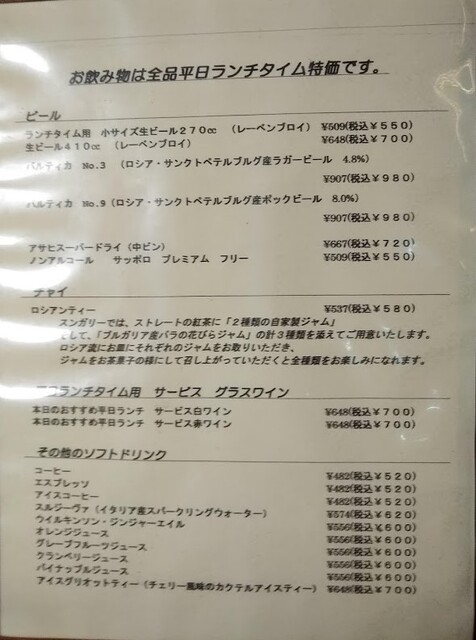 お飲み物は全品平日ランチタイム特価です。
ビール
ランチタイム用 小サイズ生ビール270cc （レーベンブロイ） ¥509(税込¥550)
生ビール410cc （レーベンブロイ） ¥648(税込¥700)
バルティカ No.3 （ロシア・サンクトペテルブルグ産ラガービール 4.8%）
¥907(税込¥980)
バルティカ No.9（ロシア・サンクトペテルブルグ産ボックビール 8.0%）
¥907(税込¥980)
アサヒスーパードライ（中ビン） ¥667(税込¥720)
ノンアルコール サッポロ プレミアム フリー ¥509(税込¥550)
チャイ
ロシアンティー ¥537(税込¥580)
スンガリーでは、ストレートの紅茶に「2種類の自家製ジャム」
そして、「ブルガリア産バラの花びらジャム」の計3種類を添えてご用意いたします。
ロシア流にお皿にそれぞれのジャムをお取りいただき、
ジャムをお茶菓子の様にして召し上がっていただくと全種類をお楽しみになれます。
ランチタイム用 サービス グラスワイン
本日のおすすめ平日ランチ サービス白ワイン ¥648(税込¥700)
本日のおすすめ平日ランチ サービス赤ワイン ¥648(税込¥700)
その他のソフトドリンク
コーヒー ¥482(税込¥520)
エスプレッソ ¥482(税込¥520)
アイスコーヒー ¥482(税込¥520)
スルジーヴァ（イタリア産スパークリングウォーター） ¥574(税込¥620)
ウイルキンソン・ジンジャーエイル ¥556(税込¥600)
オレンジジュース ¥556(税込¥600)
グレープフルーツジュース ¥556(税込¥600)
クランベリージュース ¥556(税込¥600)
パイナップルジュース ¥556(税込¥600)
アイスグリオットティー（チェリー風味のカクテルアイスティー） ¥648(税込¥700)